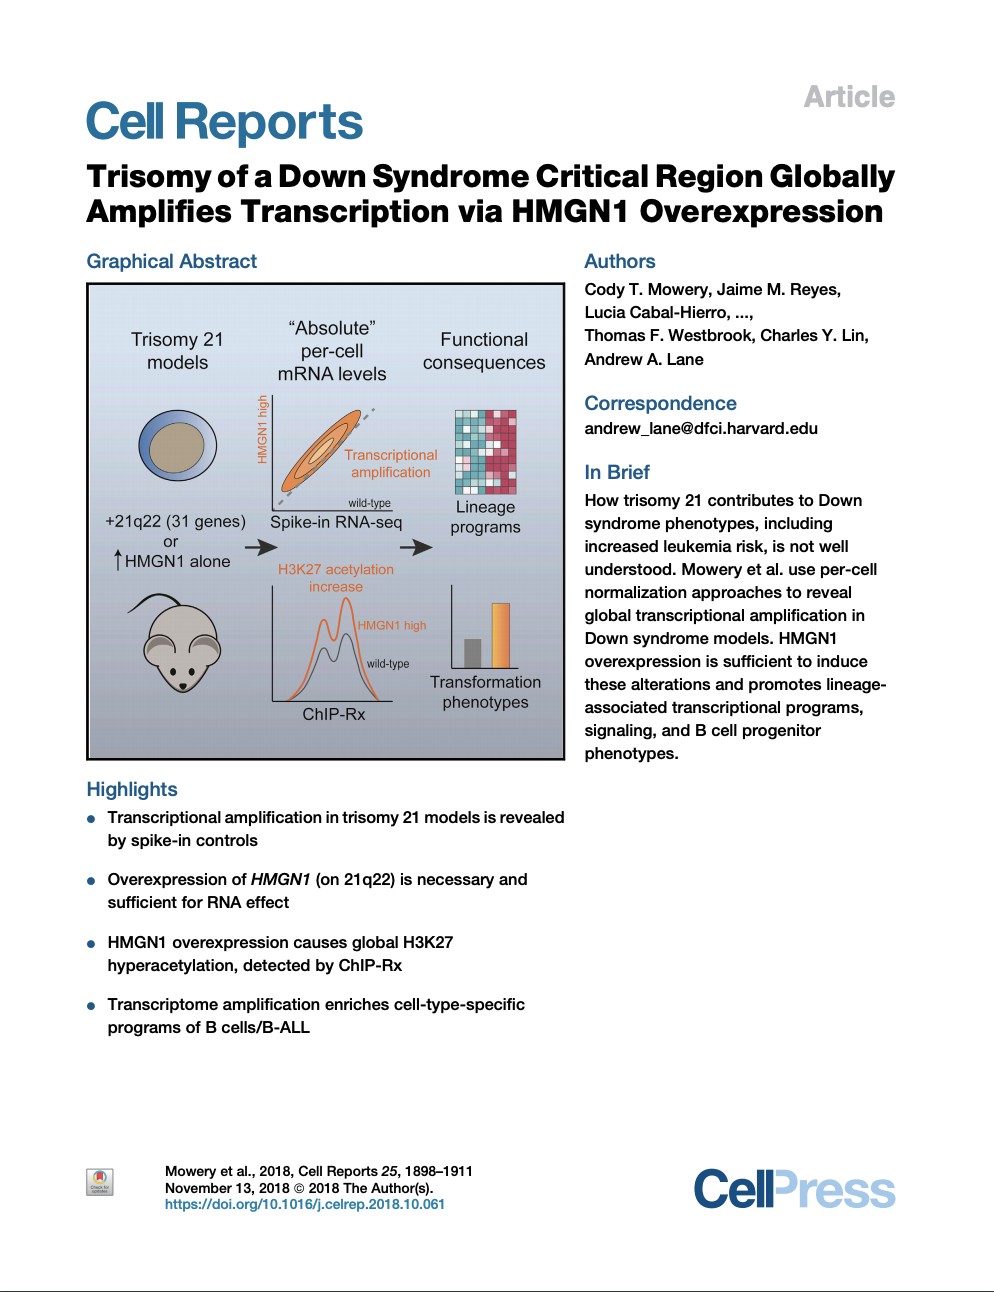 Article
Cell Reports
Trisomy of a Down Syndrome Critical Region Globally
Amplifies Transcription via HMGN1 Overexpression
Graphical Abstract
Trisomy 21
models
"Absolute"
per-cell
mRNA levels
Functional
consequences
HMGN1 high
Transcriptional
amplification
wild-type
Spike-in RNA-seq
Lineage
programs
+21q22 (31 genes)
or
↑HMGN1 alone
H3K27 acetylation
increase
HMGN1 high
wild-type
ChIP-Rx
Transformation
phenotypes
Authors
Cody T. Mowery, Jaime M. Reyes,
Lucia Cabal-Hierro, ...,
Thomas F. Westbrook, Charles Y. Lin,
Andrew A. Lane
Correspondence
andrew_lane@dfci.harvard.edu
In Brief
How trisomy 21 contributes to Down
syndrome phenotypes, including
increased leukemia risk, is not well
understood. Mowery et al. use per-cell
normalization approaches to reveal
global transcriptional amplification in
Down syndrome models. HMGN1
overexpression is sufficient to induce
these alterations and promotes lineage-
associated transcriptional programs,
signaling, and B cell progenitor
phenotypes.
Highlights
• Transcriptional amplification in trisomy 21 models is revealed
by spike-in controls
• Overexpression of HMGN1 (on 21q22) is necessary and
sufficient for RNA effect
• HMGN1 overexpression causes global H3K27
hyperacetylation, detected by ChIP-Rx
• Transcriptome amplification enriches cell-type-specific
programs of B cells/B-ALL
Check for
updates
Mowery et al., 2018, Cell Reports 25, 1898–1911
November 13, 2018 © 2018 The Author(s).
https://doi.org/10.1016/j.celrep.2018.10.061
CellPress